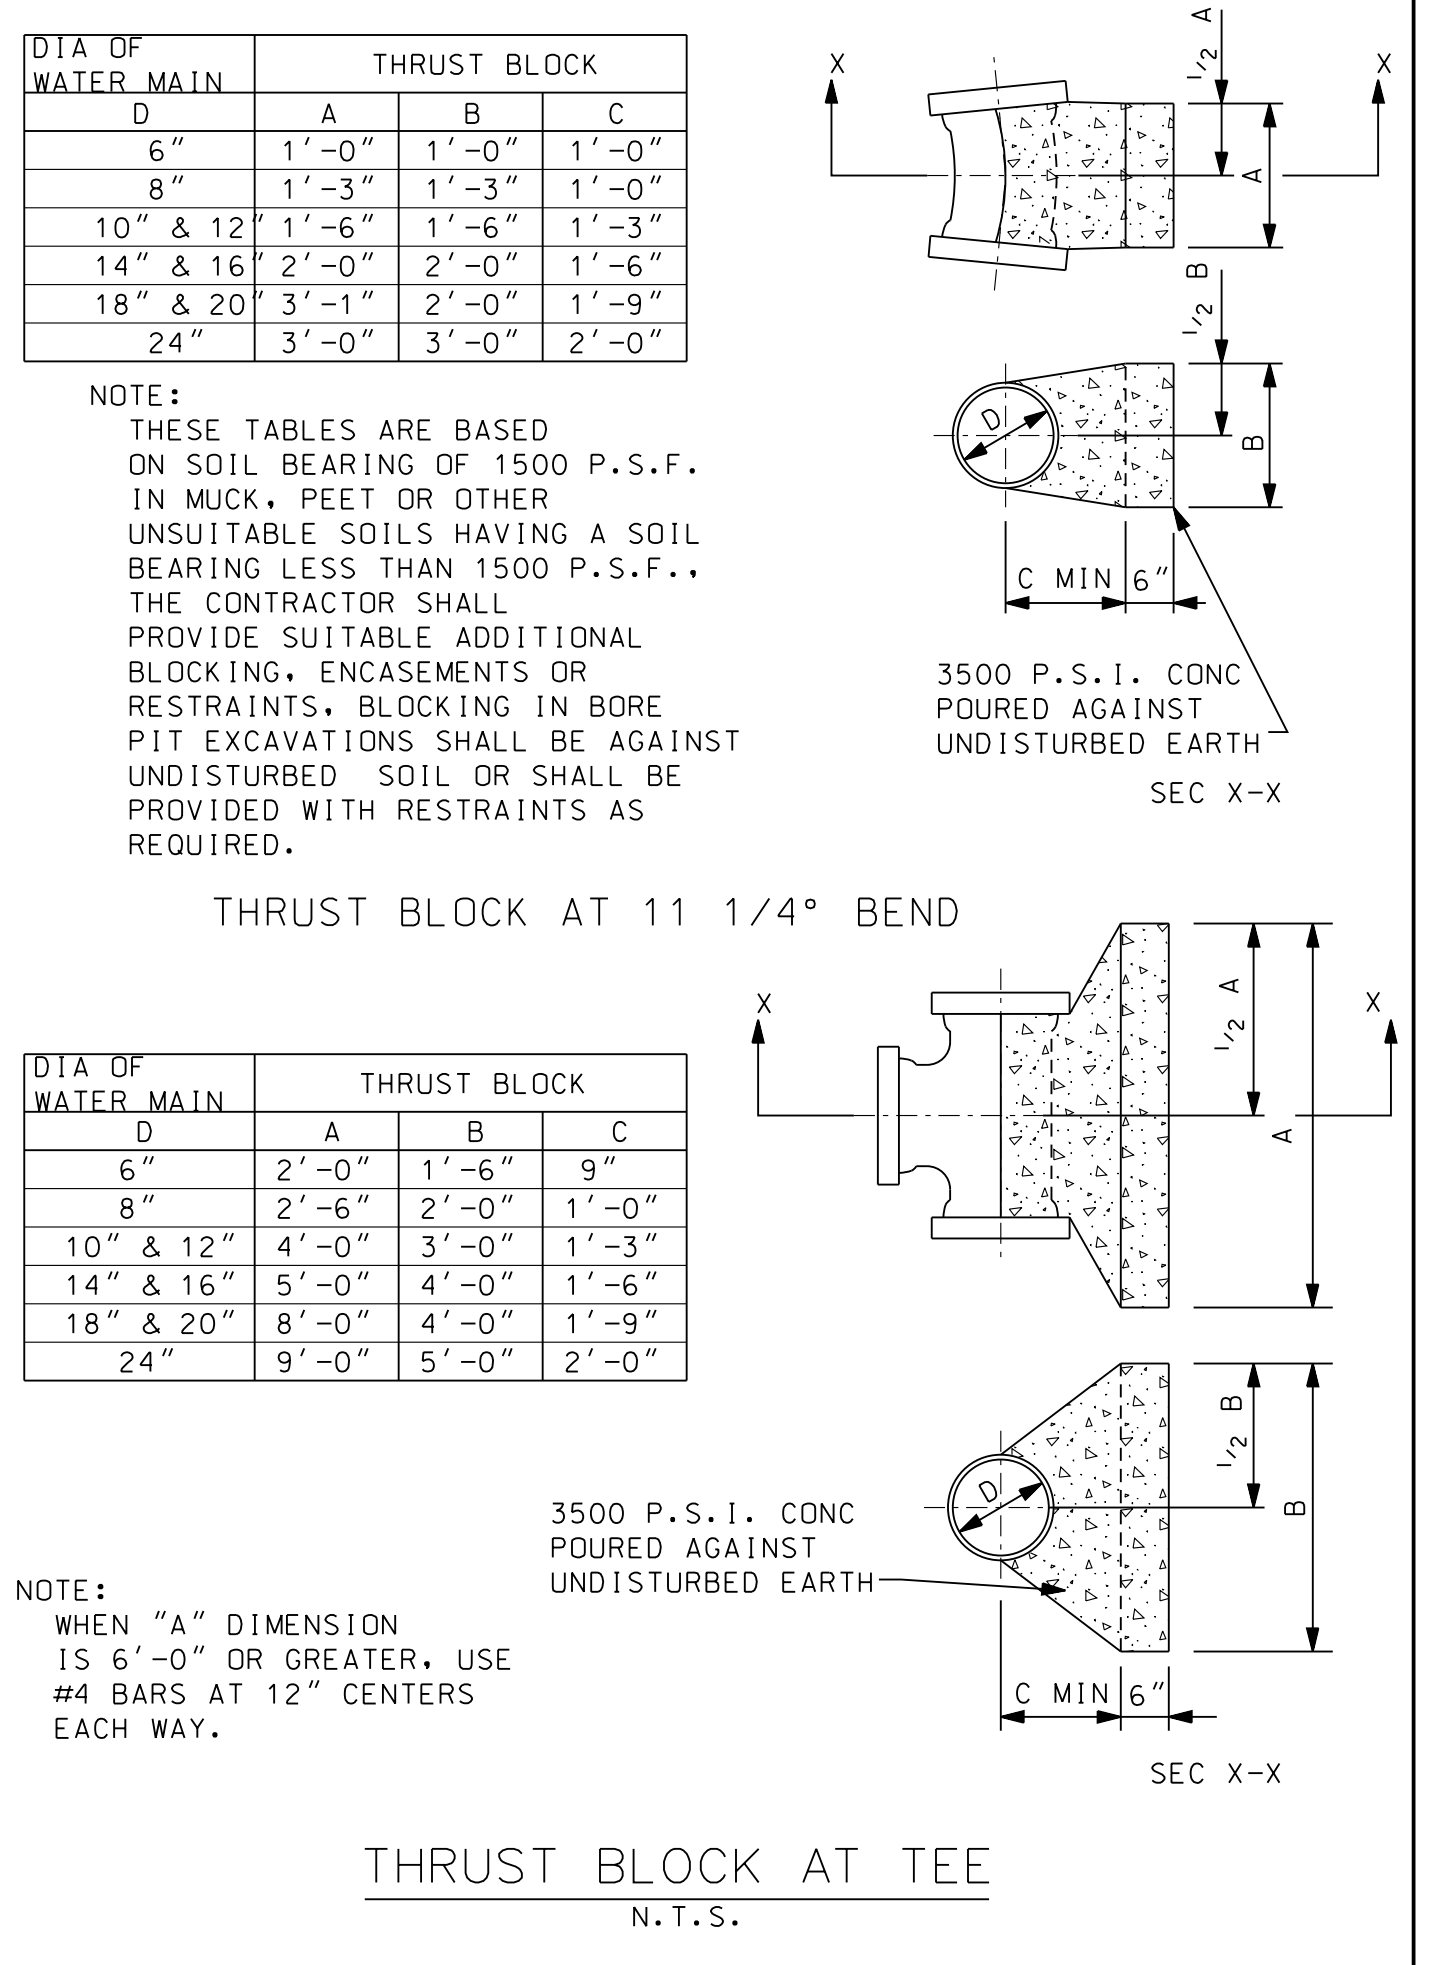 DIA OF
WATER MAIN
THRUST BLOCK
D A B C
6" 1'-0" 1'-0" 1'-0"
8" 1'-3" 1'-3" 1'-0"
10" & 12" 1'-6" 1'-6" 1'-3"
14" & 16" 2'-0" 2'-0" 1'-6"
18" & 20" 3'-1" 2'-0" 1'-9"
24" 3'-0" 3'-0" 2'-0"
NOTE:
THESE TABLES ARE BASED
ON SOIL BEARING OF 1500 P.S.F.
IN MUCK, PEET OR OTHER
UNSUITABLE SOILS HAVING A SOIL
BEARING LESS THAN 1500 P.S.F.,
THE CONTRACTOR SHALL
PROVIDE SUITABLE ADDITIONAL
BLOCKING, ENCASEMENTS OR
RESTRAINTS, BLOCKING IN BORE
PIT EXCAVATIONS SHALL BE AGAINST
UNDISTURBED SOIL OR SHALL BE
PROVIDED WITH RESTRAINTS AS
REQUIRED.
X X
1/2 A
A
1/2 B
D
B
C MIN 6"
3500 P.S.I. CONC
POURED AGAINST
UNDISTURBED EARTH
SEC X-X
THRUST BLOCK AT 11 1/4° BEND
DIA OF
WATER MAIN
THRUST BLOCK
D A B C
6" 2'-0" 1'-6" 9"
8" 2'-6" 2'-0" 1'-0"
10" & 12" 4'-0" 3'-0" 1'-3"
14" & 16" 5'-0" 4'-0" 1'-6"
18" & 20" 8'-0" 4'-0" 1'-9"
24" 9'-0" 5'-0" 2'-0"
X X
1/2 A
A
1/2 B
D
B
3500 P.S.I. CONC
POURED AGAINST
UNDISTURBED EARTH
NOTE:
WHEN "A" DIMENSION
IS 6'-0" OR GREATER, USE
#4 BARS AT 12" CENTERS
EACH WAY.
C MIN 6"
SEC X-X
THRUST BLOCK AT TEE
N.T.S.